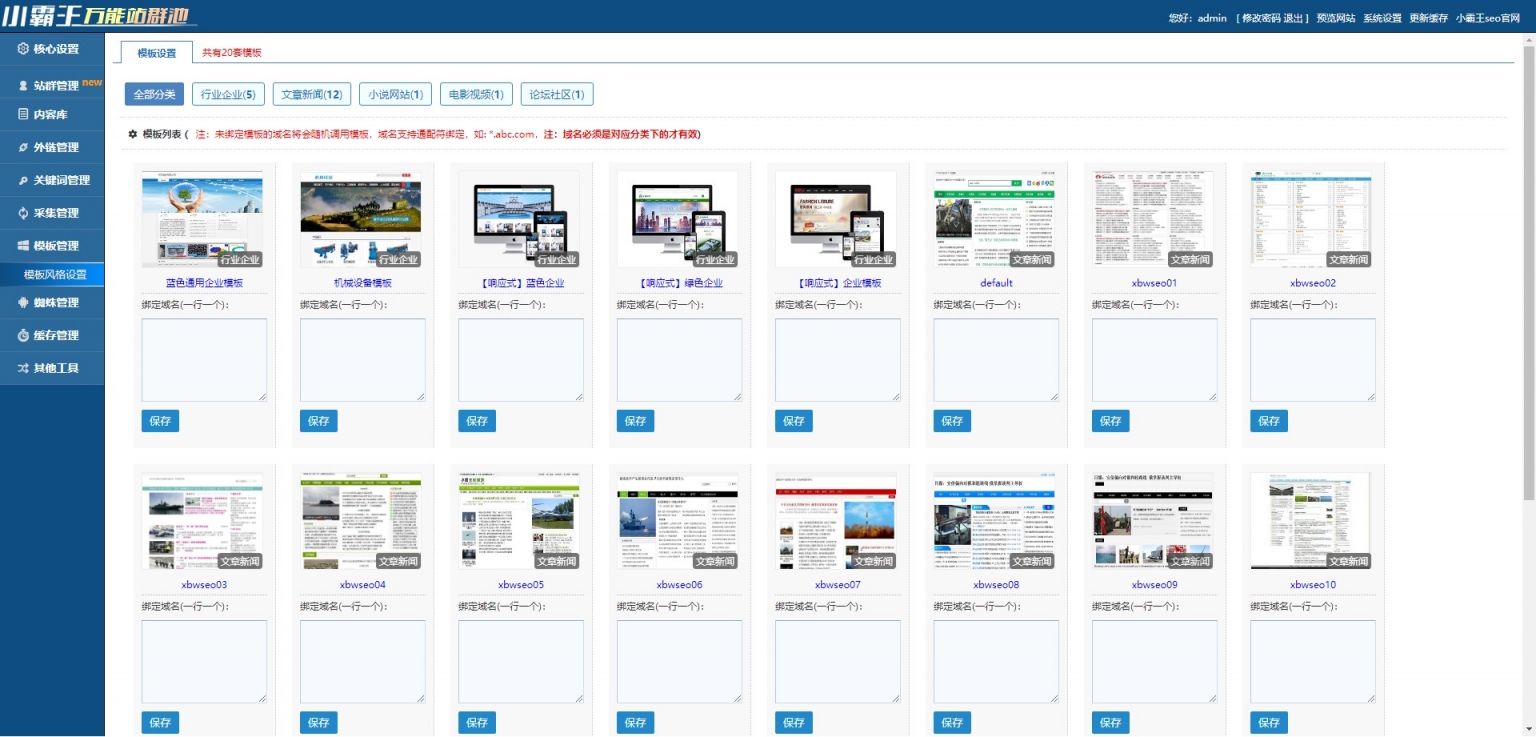 小霸王万能站群池
您好：admin [ 修改密码 退出 ] 预览网站 系统设置 更新缓存 小霸王seo官网
核心设置
站群管理 new
内容库
外链管理
关键词管理
采集管理
模板管理
模板风格设置
蜘蛛管理
缓存管理
其他工具
模板设置 共有20套模板
全部分类 行业企业(5) 文章新闻(12) 小说网站(1) 电影视频(1) 论坛社区(1)
模板列表 ( 注：未绑定模板的域名将会随机调用模板，域名支持通配符绑定，如: *.abc.com，注：域名必须是对应分类下的才有效)
行业企业 行业企业 行业企业 行业企业 行业企业 文章新闻 文章新闻 文章新闻
蓝色通用企业模板 机械设备模板 【响应式】蓝色企业 【响应式】绿色企业 【响应式】企业模板 default xbwseo01 xbwseo02
绑定域名(一行一个)： 绑定域名(一行一个)： 绑定域名(一行一个)： 绑定域名(一行一个)： 绑定域名(一行一个)： 绑定域名(一行一个)： 绑定域名(一行一个)： 绑定域名(一行一个)：
保存 保存 保存 保存 保存 保存 保存 保存
文章新闻 文章新闻 文章新闻 文章新闻 文章新闻 文章新闻 文章新闻 文章新闻
xbwseo03 xbwseo04 xbwseo05 xbwseo06 xbwseo07 xbwseo08 xbwseo09 xbwseo10
绑定域名(一行一个)： 绑定域名(一行一个)： 绑定域名(一行一个)： 绑定域名(一行一个)： 绑定域名(一行一个)： 绑定域名(一行一个)： 绑定域名(一行一个)： 绑定域名(一行一个)：
保存 保存 保存 保存 保存 保存 保存 保存